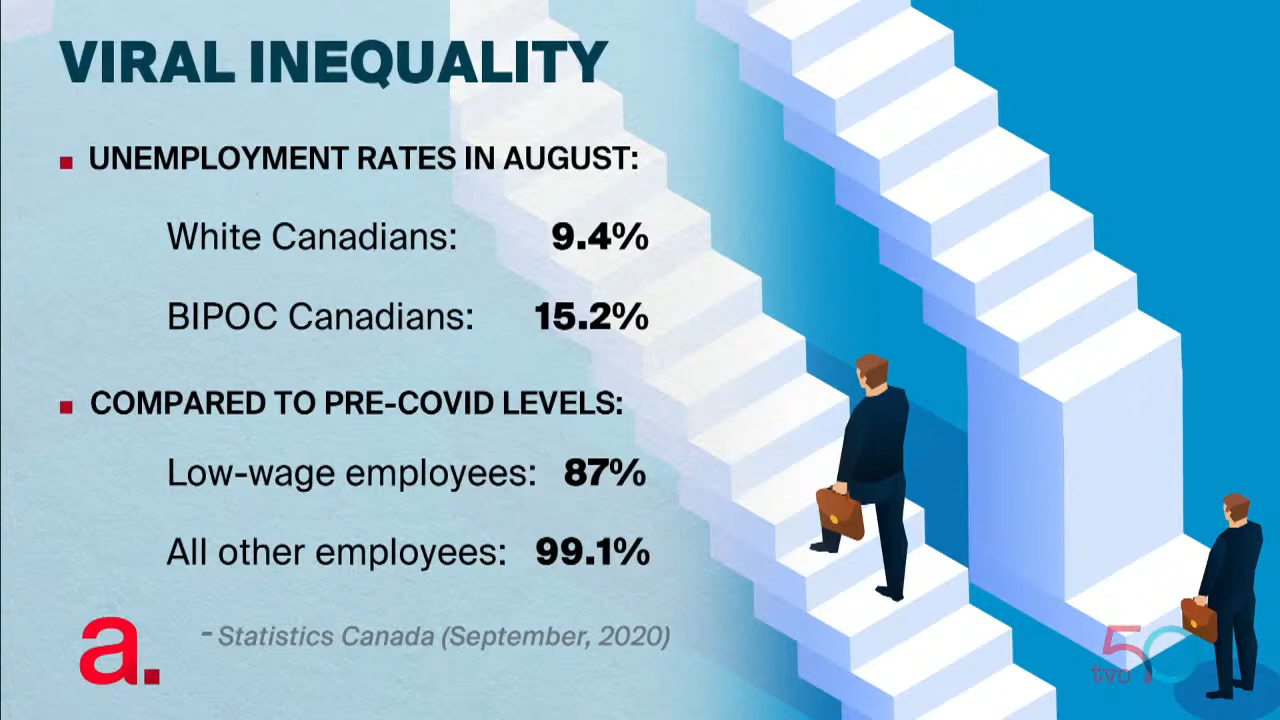 VIRAL INEQUALITY
UNEMPLOYMENT RATES IN AUGUST:
White Canadians: 9.4%
BIPOC Canadians: 15.2%
COMPARED TO PRE-COVID LEVELS:
Low-wage employees: 87%
All other employees: 99.1%
a.
- Statistics Canada (September, 2020)
tvo 50